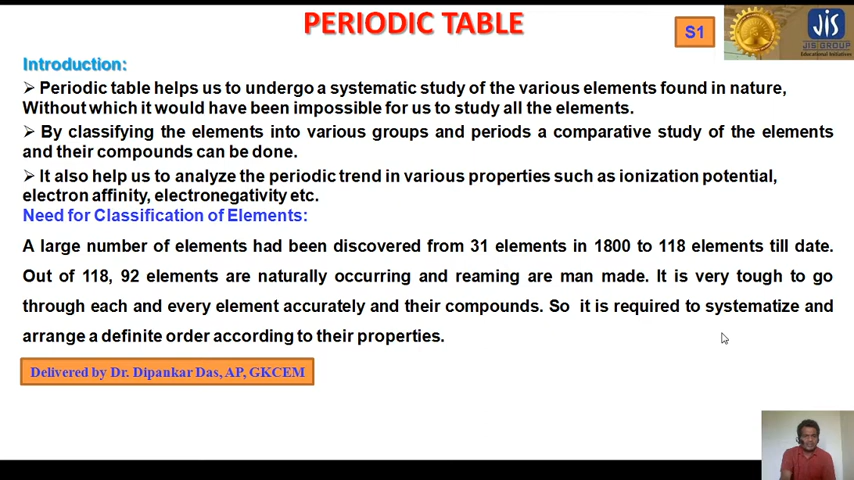 PERIODIC TABLE
S1
JIS
JIS GROUP
Educational Initiatives
Introduction:
➢ Periodic table helps us to undergo a systematic study of the various elements found in nature,
Without which it would have been impossible for us to study all the elements.
➢ By classifying the elements into various groups and periods a comparative study of the elements
and their compounds can be done.
➢ It also help us to analyze the periodic trend in various properties such as ionization potential,
electron affinity, electronegativity etc.
Need for Classification of Elements:
A large number of elements had been discovered from 31 elements in 1800 to 118 elements till date.
Out of 118, 92 elements are naturally occurring and reaming are man made. It is very tough to go
through each and every element accurately and their compounds. So it is required to systematize and
arrange a definite order according to their properties.
Delivered by Dr. Dipankar Das, AP, GKCEM